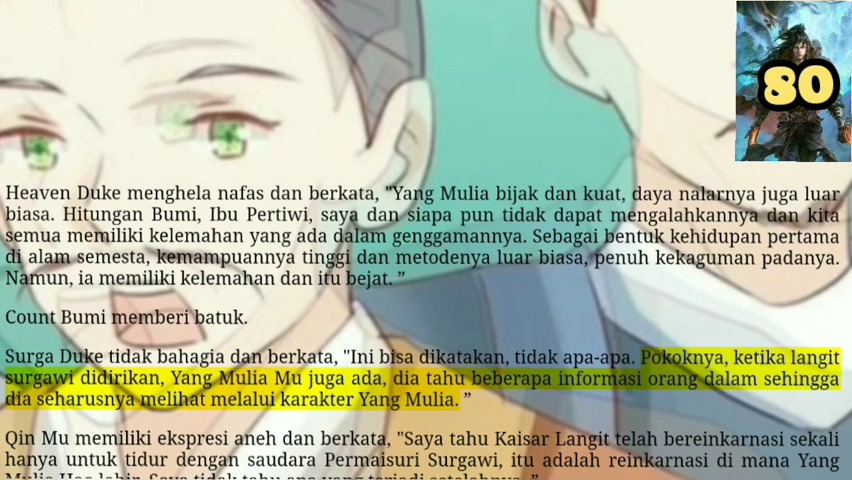 80
Heaven Duke menghela nafas dan berkata, "Yang Mulia bijak dan kuat, daya nalarnya juga luar
biasa. Hitungan Bumi, Ibu Pertiwi, saya dan siapa pun tidak dapat mengalahkannya dan kita
semua memiliki kelemahan yang ada dalam genggamannya. Sebagai bentuk kehidupan pertama
di alam semesta, kemampuannya tinggi dan metodenya luar biasa, penuh kekaguman padanya.
Namun, ia memiliki kelemahan dan itu bejat. ”
Count Bumi memberi batuk.
Surga Duke tidak bahagia dan berkata, "Ini bisa dikatakan, tidak apa-apa. Pokoknya, ketika langit
surgawi didirikan, Yang Mulia Mu juga ada, dia tahu beberapa informasi orang dalam sehingga
dia seharusnya melihat melalui karakter Yang Mulia. ”
Qin Mu memiliki ekspresi aneh dan berkata, "Saya tahu Kaisar Langit telah bereinkarnasi sekali
hanya untuk tidur dengan saudara Permaisuri Surgawi, itu adalah reinkarnasi di mana Yang